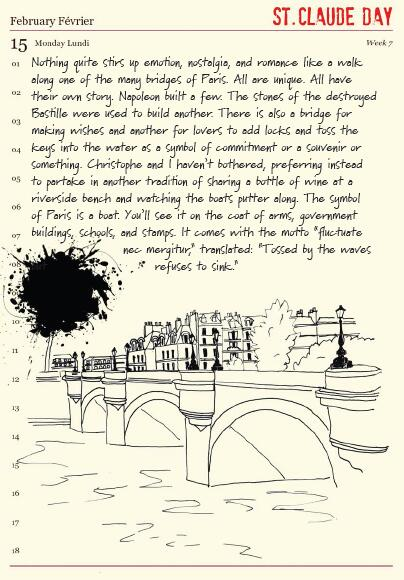 February Février
ST. CLAUDE DAY
15 Monday Lundi
Week 7
01
Nothing quite stirs up emotion, nostalgia, and romance like a walk
along one of the many bridges of Paris. All are unique. All have
02
their own story. Napoleon built a few. The stones of the destroyed
Bastille were used to build another. There is also a bridge for
03
making wishes and another for lovers to add locks and toss the
04
keys into the water as a symbol of commitment or a souvenir or
something. Christophe and I haven't bothered, preferring instead
05
to partake in another tradition of sharing a bottle of wine at a
riverside bench and watching the boats putter along. The symbol
06
of Paris is a boat. You'll see it on the coat of arms, government
07
buildings, schools, and stamps. It comes with the motto "fluctuate
nec mergitur," translated: "Tossed by the waves
08
refuses to sink."
10
11
12
13
14
15
16
17
18